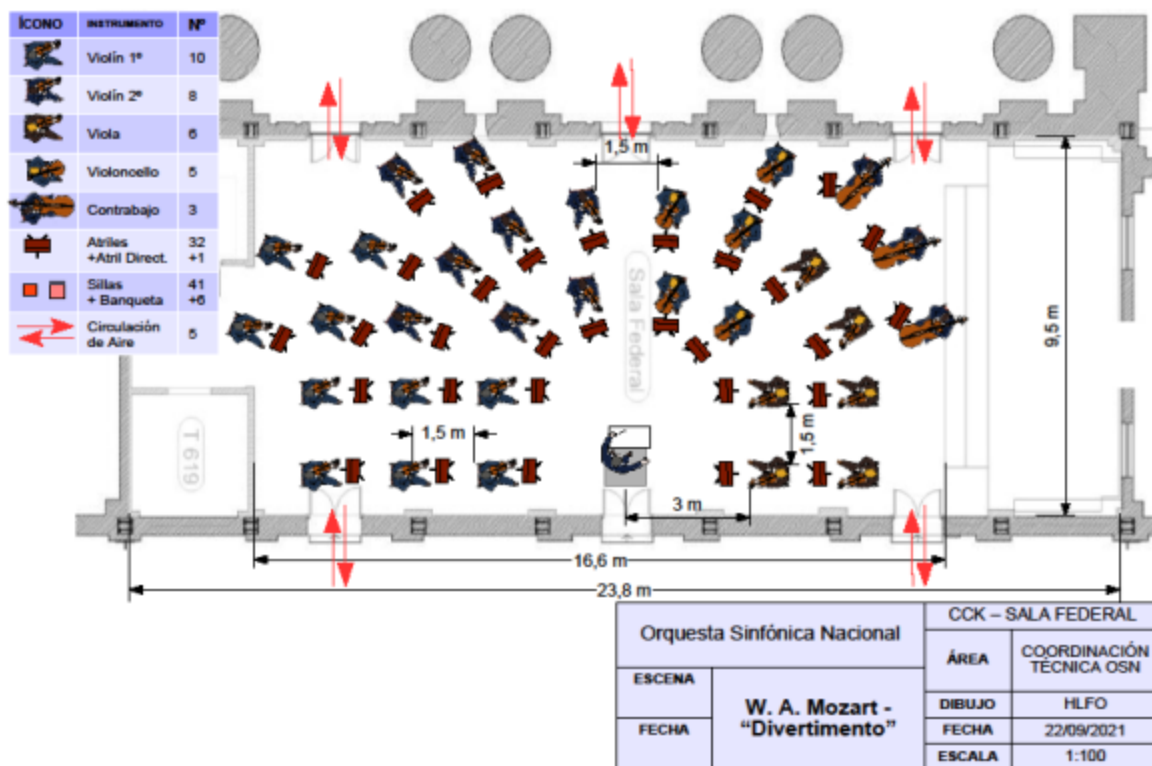 ÍCONO INSTRUMENTO Nº
Violín 1º 10
Violín 2º 8
Viola 6
Violoncello 5
Contrabajo 3
Atriles 32
+Atril Direct. +1
Sillas 41
+ Banqueta +6
Circulación 5
de Aire
1,5 m
Sala Federal
9,5 m
T 619
1,5 m
1,5 m
3 m
16,6 m
23,8 m
Orquesta Sinfónica Nacional
ESCENA
FECHA
W. A. Mozart -
“Divertimento”
CCK – SALA FEDERAL
ÁREA COORDINACIÓN
TÉCNICA OSN
DIBUJO HLFO
FECHA 22/09/2021
ESCALA 1:100